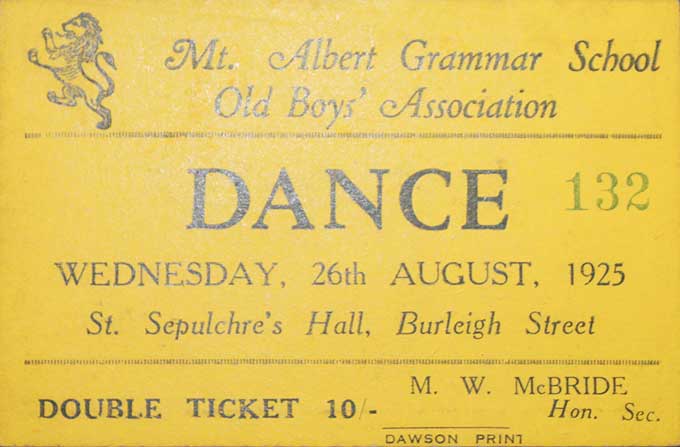 Mt. Albert Grammar School
Old Boys' Association
DANCE 132
WEDNESDAY, 26th AUGUST, 1925
St. Sepulchre's Hall, Burleigh Street
DOUBLE TICKET 10/-
M. W. McBRIDE
Hon. Sec.
DAWSON PRINT